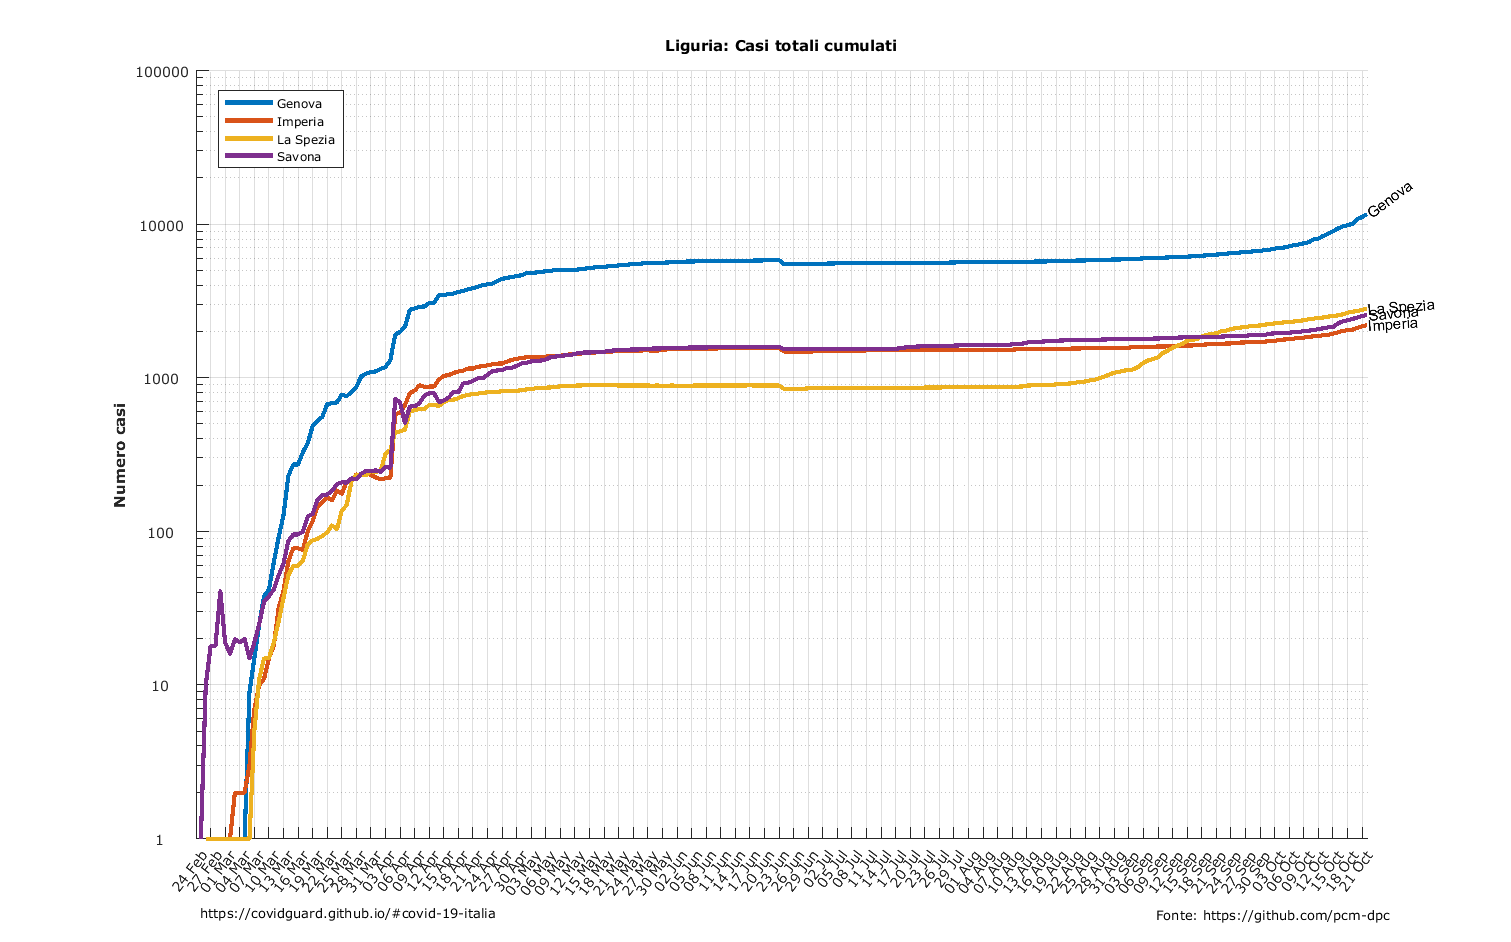 Liguria: Casi totali cumulati
100000
10000
1000
100
10
1
Numero casi
Genova
Imperia
La Spezia
Savona
Genova
La Spezia
Savona
Imperia
24 Feb
27 Feb
01 Mar
04 Mar
07 Mar
10 Mar
13 Mar
16 Mar
19 Mar
22 Mar
25 Mar
28 Mar
31 Mar
03 Apr
06 Apr
09 Apr
12 Apr
15 Apr
18 Apr
21 Apr
24 Apr
27 Apr
30 Apr
03 May
06 May
09 May
12 May
15 May
18 May
21 May
24 May
27 May
30 May
02 Jun
05 Jun
08 Jun
11 Jun
14 Jun
17 Jun
20 Jun
23 Jun
26 Jun
29 Jun
02 Jul
05 Jul
08 Jul
11 Jul
14 Jul
17 Jul
20 Jul
23 Jul
26 Jul
29 Jul
01 Aug
04 Aug
07 Aug
10 Aug
13 Aug
16 Aug
19 Aug
22 Aug
25 Aug
28 Aug
31 Aug
03 Sep
06 Sep
09 Sep
12 Sep
15 Sep
18 Sep
21 Sep
24 Sep
27 Sep
30 Sep
03 Oct
06 Oct
09 Oct
12 Oct
15 Oct
18 Oct
21 Oct
https://covidguard.github.io/#covid-19-italia
Fonte: https://github.com/pcm-dpc